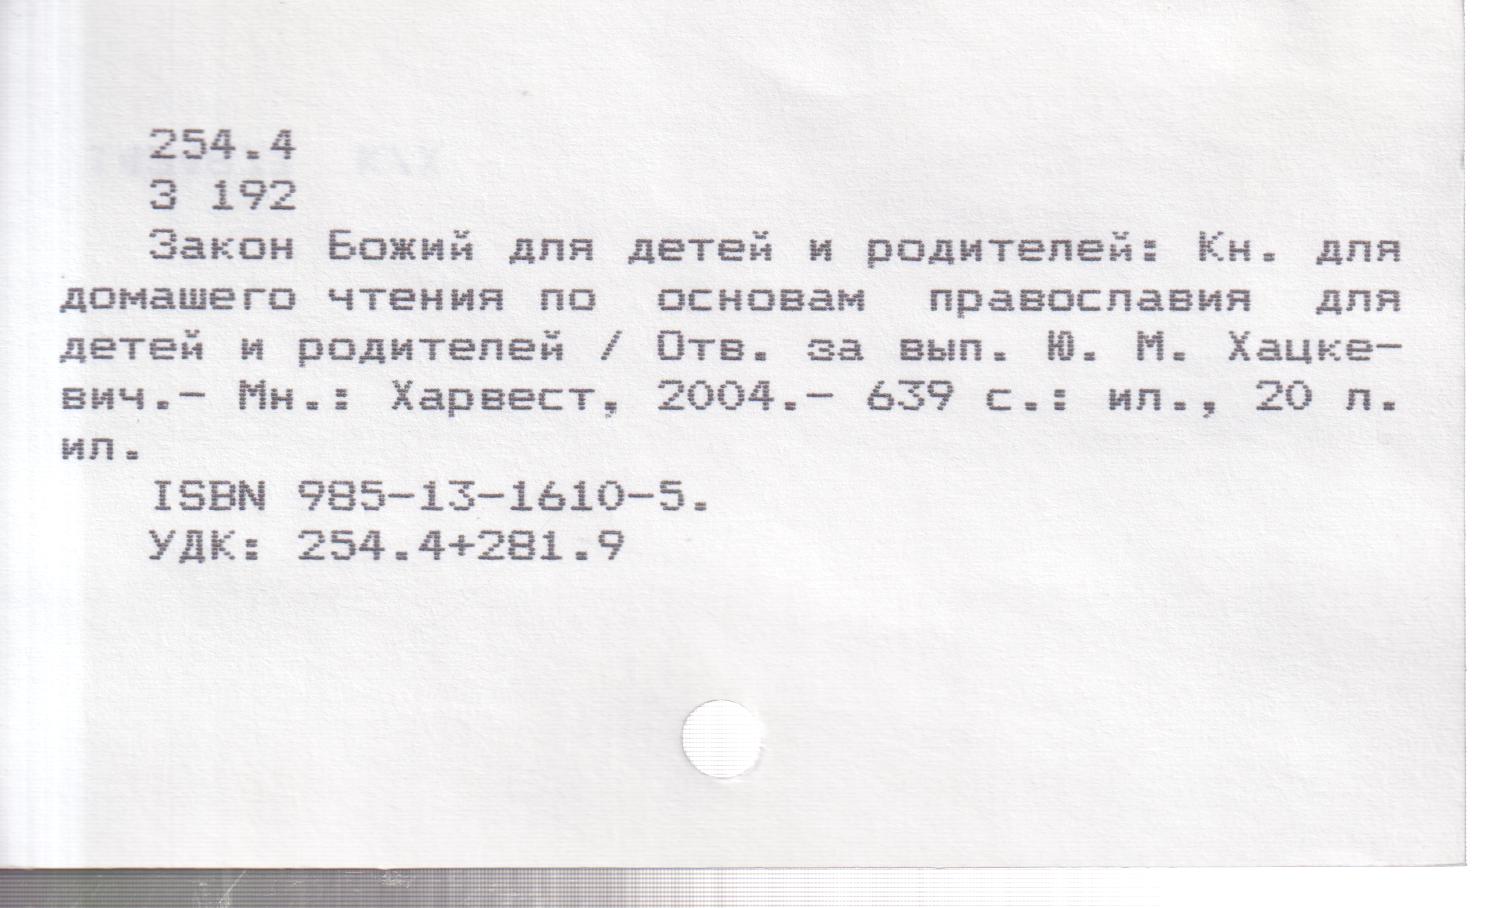 254.4
З 192
Закон Божий для детей и родителей: Кн. для
домашего чтения по основам православия для
детей и родителей / Отв. за вып. Ю. М. Хацке-
вич.- Мн.: Харвест, 2004.- 639 с.: ил., 20 л.
ил.
ISBN 985-13-1610-5.
УДК: 254.4+281.9